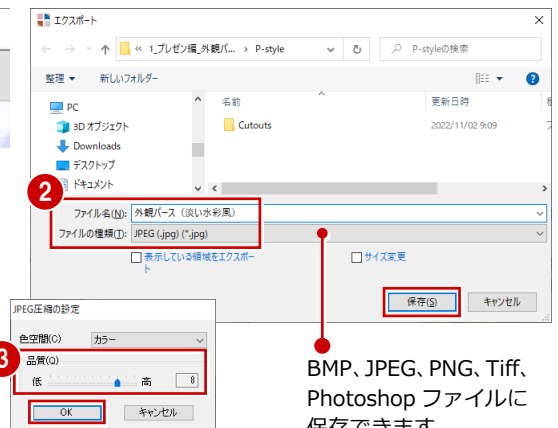 エクスポート
« 1_プレゼン編_外観パ... › P-style
P-styleの検索
整理 ▼ 新しいフォルダー
PC
3D オブジェクト
Downloads
デスクトップ
ドキュメント
名前
更新日時
Cutouts
2022/11/02 9:09
2
ファイル名(N): 外観パース（淡い水彩風）
ファイルの種類(T): JPEG (.jpg) (*.jpg)
表示している領域をエクスポート
サイズ変更
保存(S)
キャンセル
JPEG圧縮の設定
色空間(C) カラー
3
品質(Q)
低 高 8
OK キャンセル
BMP、JPEG、PNG、Tiff、
Photoshop ファイルに
保存できます